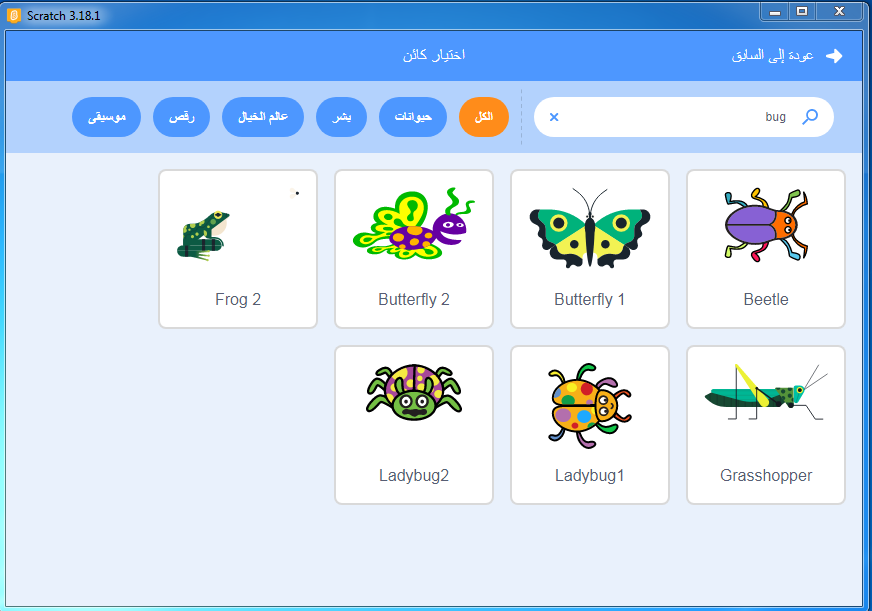 Scratch 3.18.1
عودة إلى السابق
اختيار كائن
bug
الكل
حيوانات
بشر
عالم الخيال
رقص
موسيقى
Beetle
Butterfly 1
Butterfly 2
Frog 2
Grasshopper
Ladybug1
Ladybug2